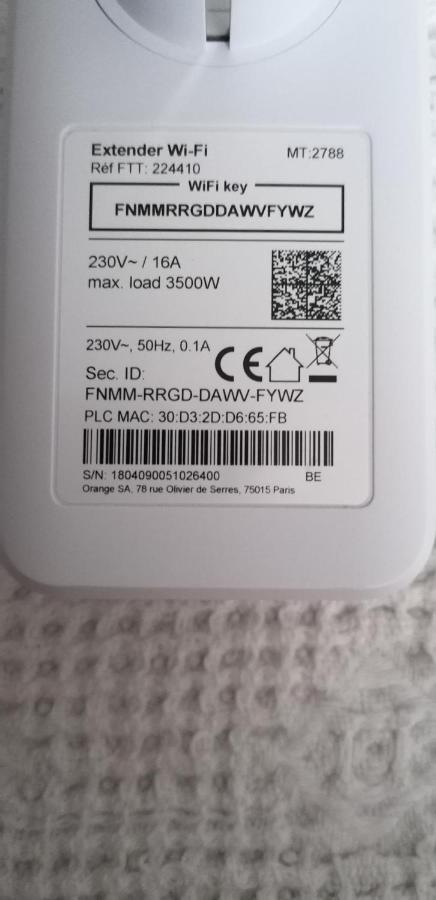 Extender Wi-Fi MT:2788
Réf FTT: 224410
WiFi key
FNMMRRGDDAWVFYWZ
230V~ / 16A
max. load 3500W
230V~, 50Hz, 0.1A CE
Sec. ID:
FNMM-RRGD-DAWV-FYWZ
PLC MAC: 30:D3:2D:D6:65:FB
S/N: 1804090051026400 BE
Orange SA, 78 rue Olivier de Serres, 75015 Paris